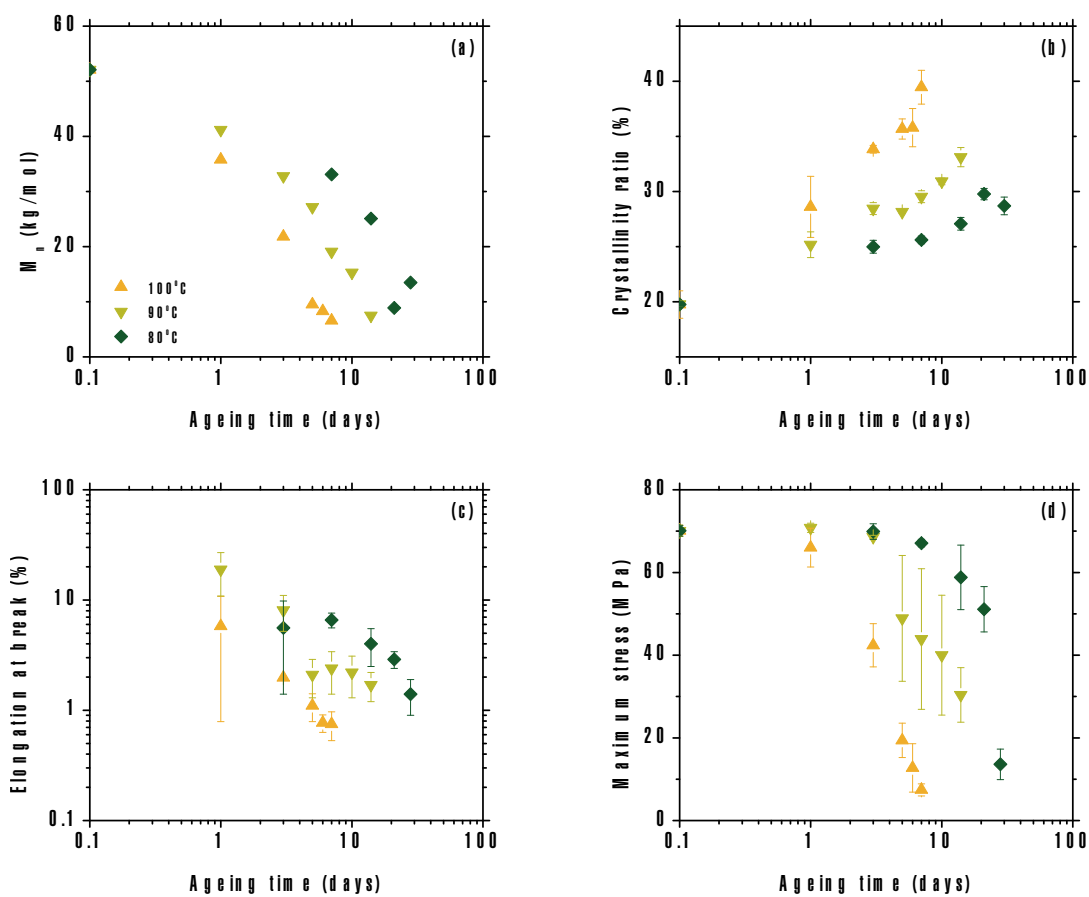 (a)
60
40
20
0
M n (kg/mol)
100°C
90°C
80°C
0.1 1 10 100
Ageing time (days)
(b)
40
30
20
Crystallinity ratio (%)
0.1 1 10 100
Ageing time (days)
(c)
100
10
1
0.1
Elongation at break (%)
0.1 1 10 100
Ageing time (days)
(d)
80
60
40
20
0
Maximum stress (MPa)
0.1 1 10 100
Ageing time (days)